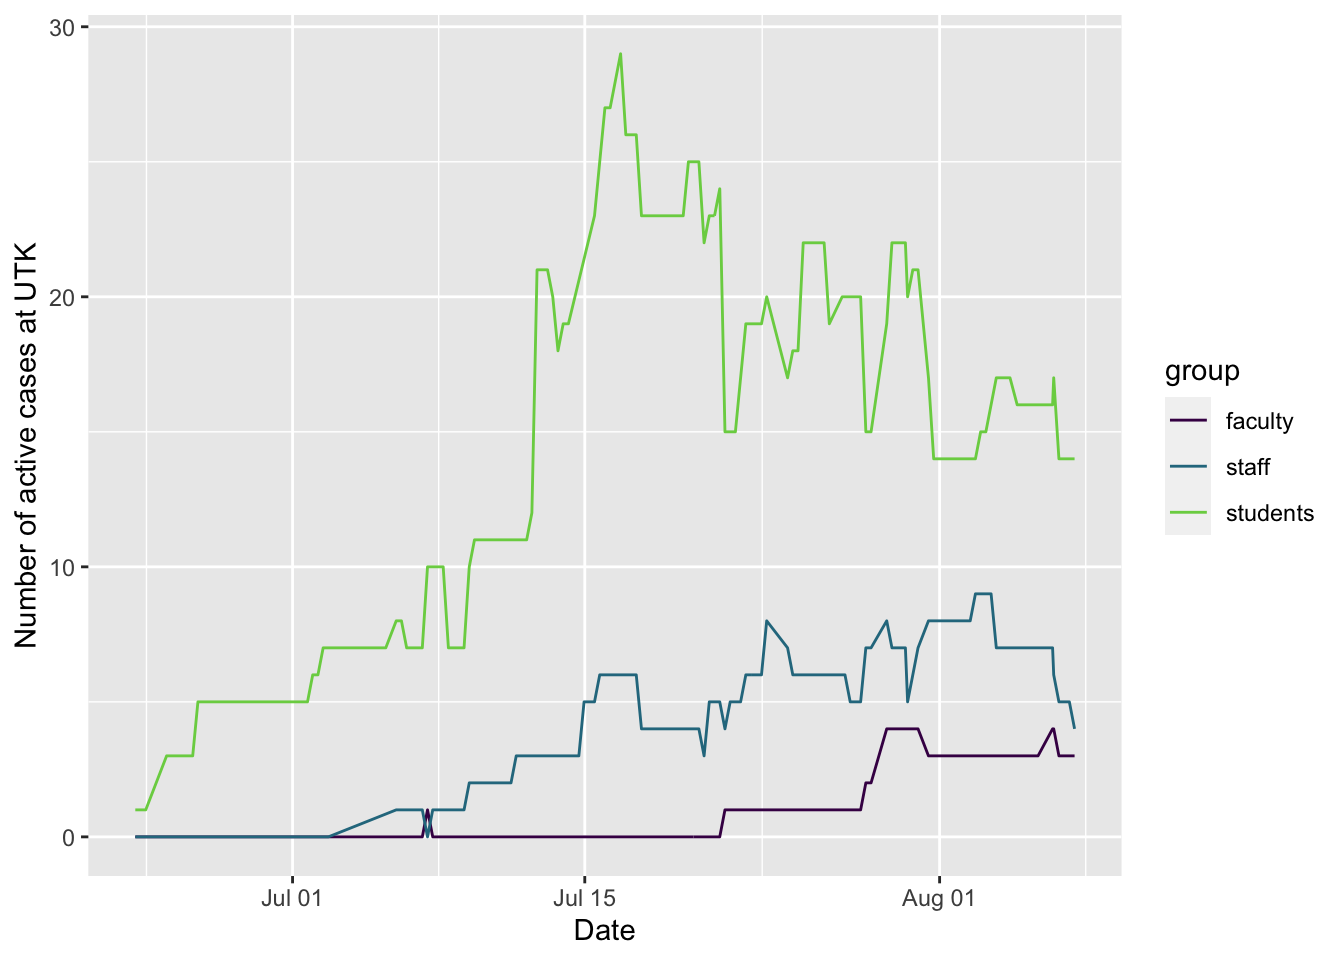 Number of active cases at UTK
30
20
10
0
Jul 01
Jul 15
Aug 01
Date
group
faculty
staff
students